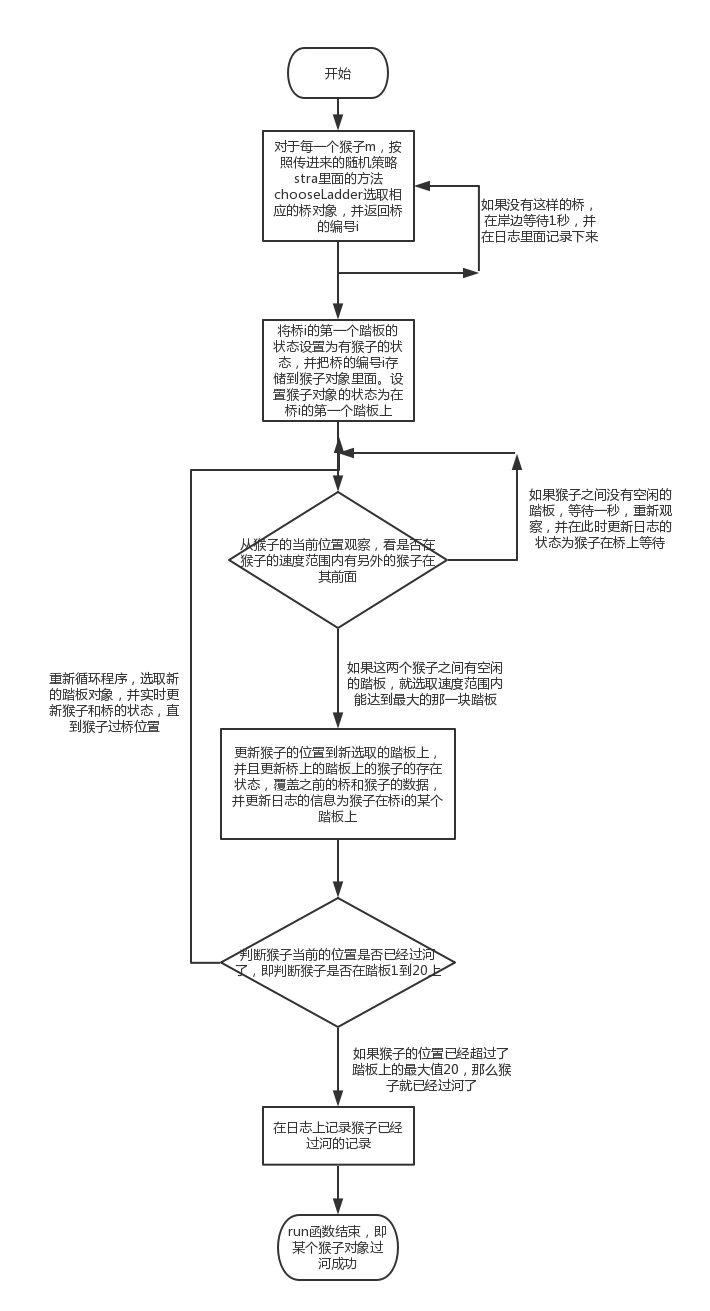 开始
对于每一个猴子m，按
照传进来的随机策略
stra里面的方法
chooseLadder选取相
应的桥对象，并返回桥
的编号i
如果没有这样的桥，
在岸边等待1秒，并
在日志里面记录下来
将桥i的第一个踏板的
状态设置为有猴子的状
态，并把桥的编号i存
储到猴子对象里面。设
置猴子对象的状态为在
桥i的第一个踏板上
如果猴子之间没有空闲的
踏板，等待一秒，重新观
察，并在此时更新日志的
状态为猴子在桥上等待
从猴子的当前位置观察，看是否在
猴子的速度范围内有另外的猴子在
其前面
如果这两个猴子之间有空闲
的踏板，就选取速度范围内
能达到最大的那一块踏板
重新循环程序，选取新
的踏板对象，并实时更
新猴子和桥的状态，直
到猴子过桥位置
更新猴子的位置到新选取的踏板上，
并且更新桥上的踏板上的猴子的存在
状态，覆盖之前的桥和猴子的数据，
并更新日志的信息为猴子在桥i的某个
踏板上
判断猴子当前的位置是否已经过河
了，即判断猴子是否在踏板1到20上
如果猴子的位置已经超过了
踏板上的最大值20，那么猴
子就已经过河了
在日志上记录猴子已经
过河的记录
run函数结束，即
某个猴子对象过
河成功